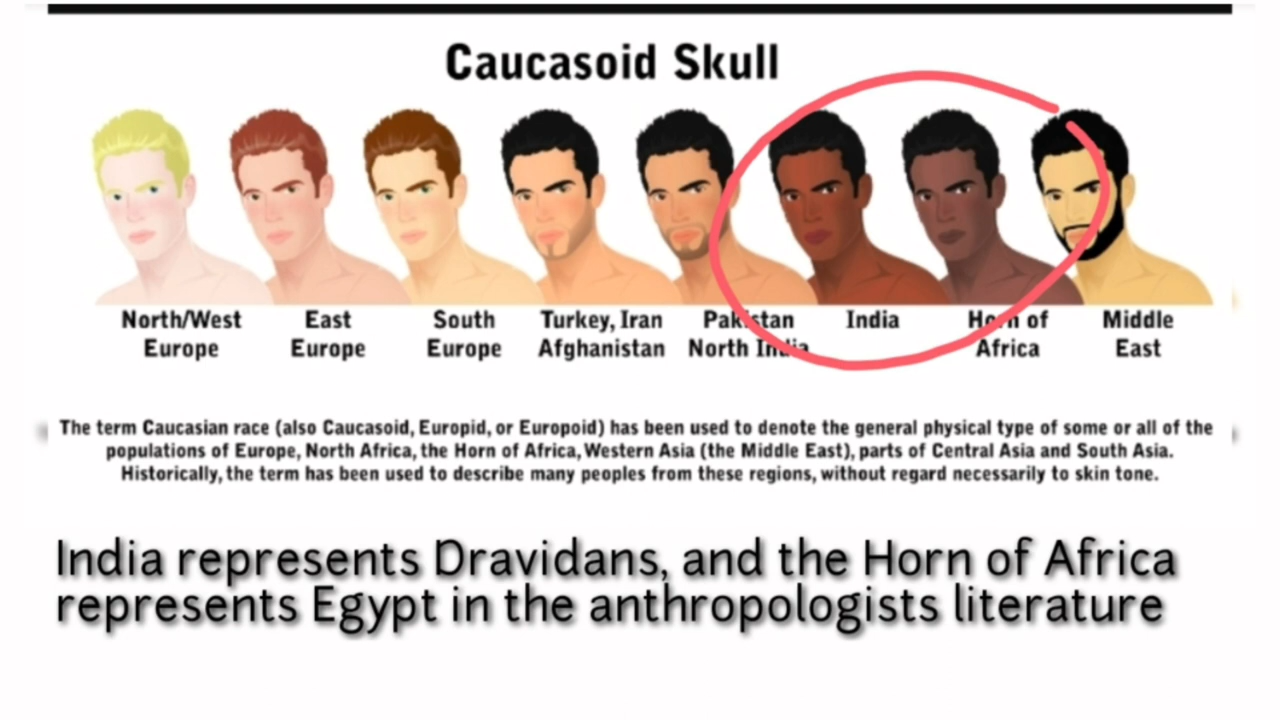 Caucasoid Skull
North/West Europe
East Europe
South Europe
Turkey, Iran Afghanistan
Pakistan North India
India
Horn of Africa
Middle East
The term Caucasian race (also Caucasoid, Europid, or Europoid) has been used to denote the general physical type of some or all of the
populations of Europe, North Africa, the Horn of Africa, Western Asia (the Middle East), parts of Central Asia and South Asia.
Historically, the term has been used to describe many peoples from these regions, without regard necessarily to skin tone.
India represents Dravidans, and the Horn of Africa
represents Egypt in the anthropologists literature